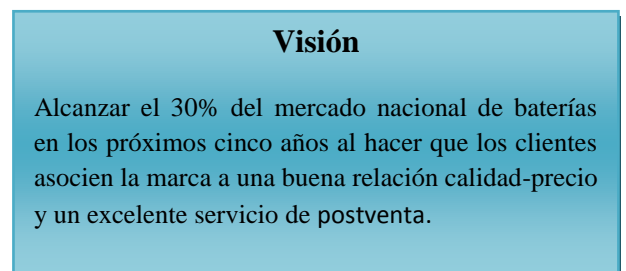 Visión
Alcanzar el 30% del mercado nacional de baterías
en los próximos cinco años al hacer que los clientes
asocien la marca a una buena relación calidad-precio
y un excelente servicio de postventa.